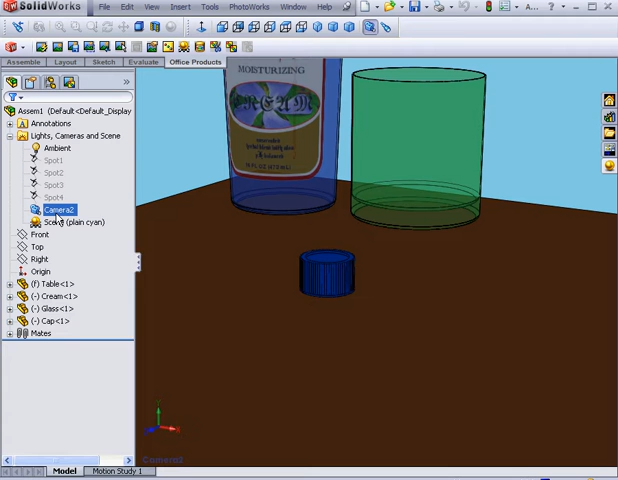 SolidWorks
File Edit View Insert Tools PhotoWorks Window Help
A...
Assemble Layout Sketch Evaluate Office Products
Assem1 (Default<Default_Display
Annotations
Lights, Cameras and Scene
Ambient
Spot1
Spot2
Spot3
Spot4
Camera2
Scene (plain cyan)
Front
Top
Right
Origin
(f) Table<1>
(-) Cream<1>
(-) Glass<1>
(-) Cap<1>
Mates
MOISTURIZING
CREAM
Camera2
Model Motion Study 1